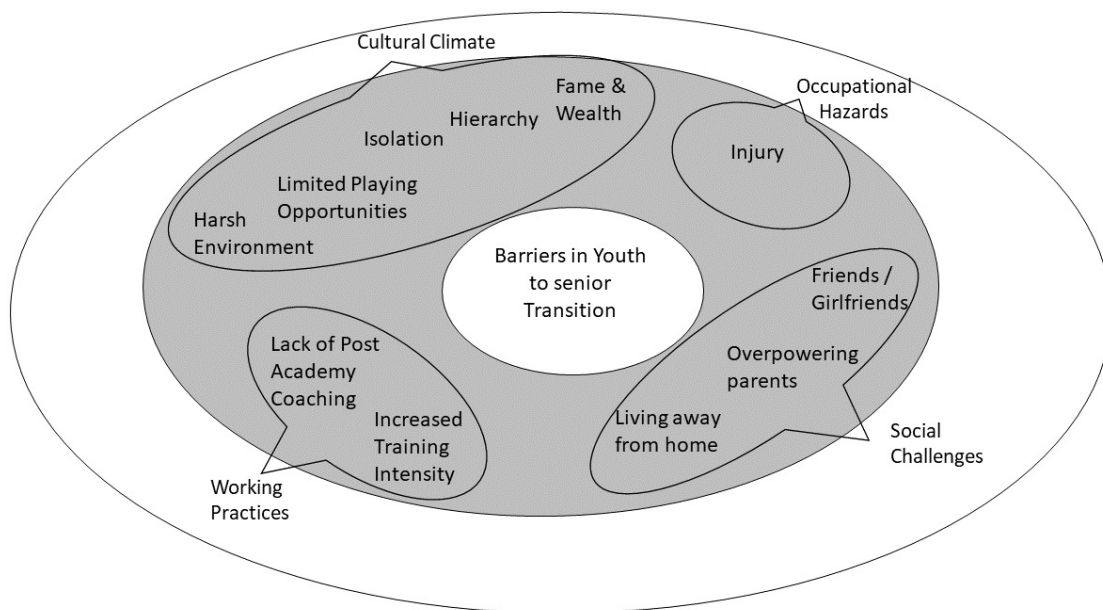 Cultural Climate
Fame &
Wealth
Hierarchy
Isolation
Limited Playing
Opportunities
Harsh
Environment
Occupational
Hazards
Injury
Barriers in Youth
to senior
Transition
Friends /
Girlfriends
Overpowering
parents
Living away
from home
Social
Challenges
Lack of Post
Academy
Coaching
Increased
Training
Intensity
Working
Practices